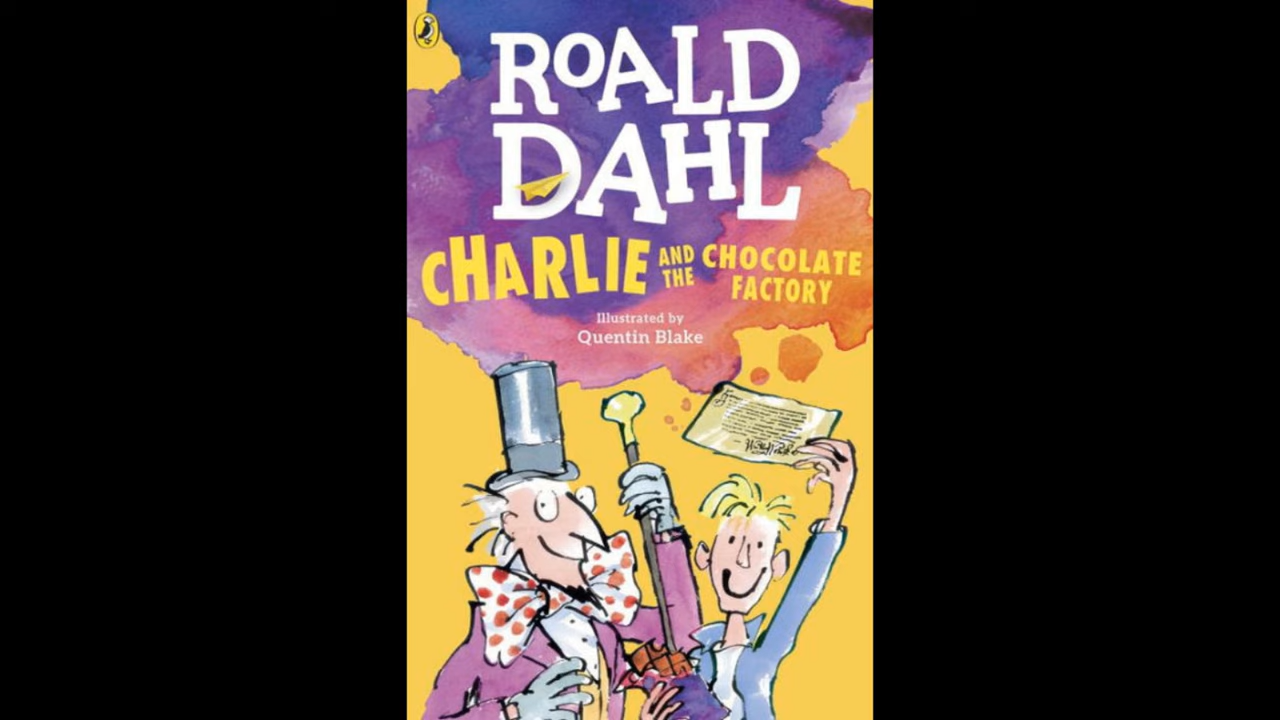 ROALD
DAHL
CHARLIE AND THE CHOCOLATE FACTORY
Illustrated by
Quentin Blake